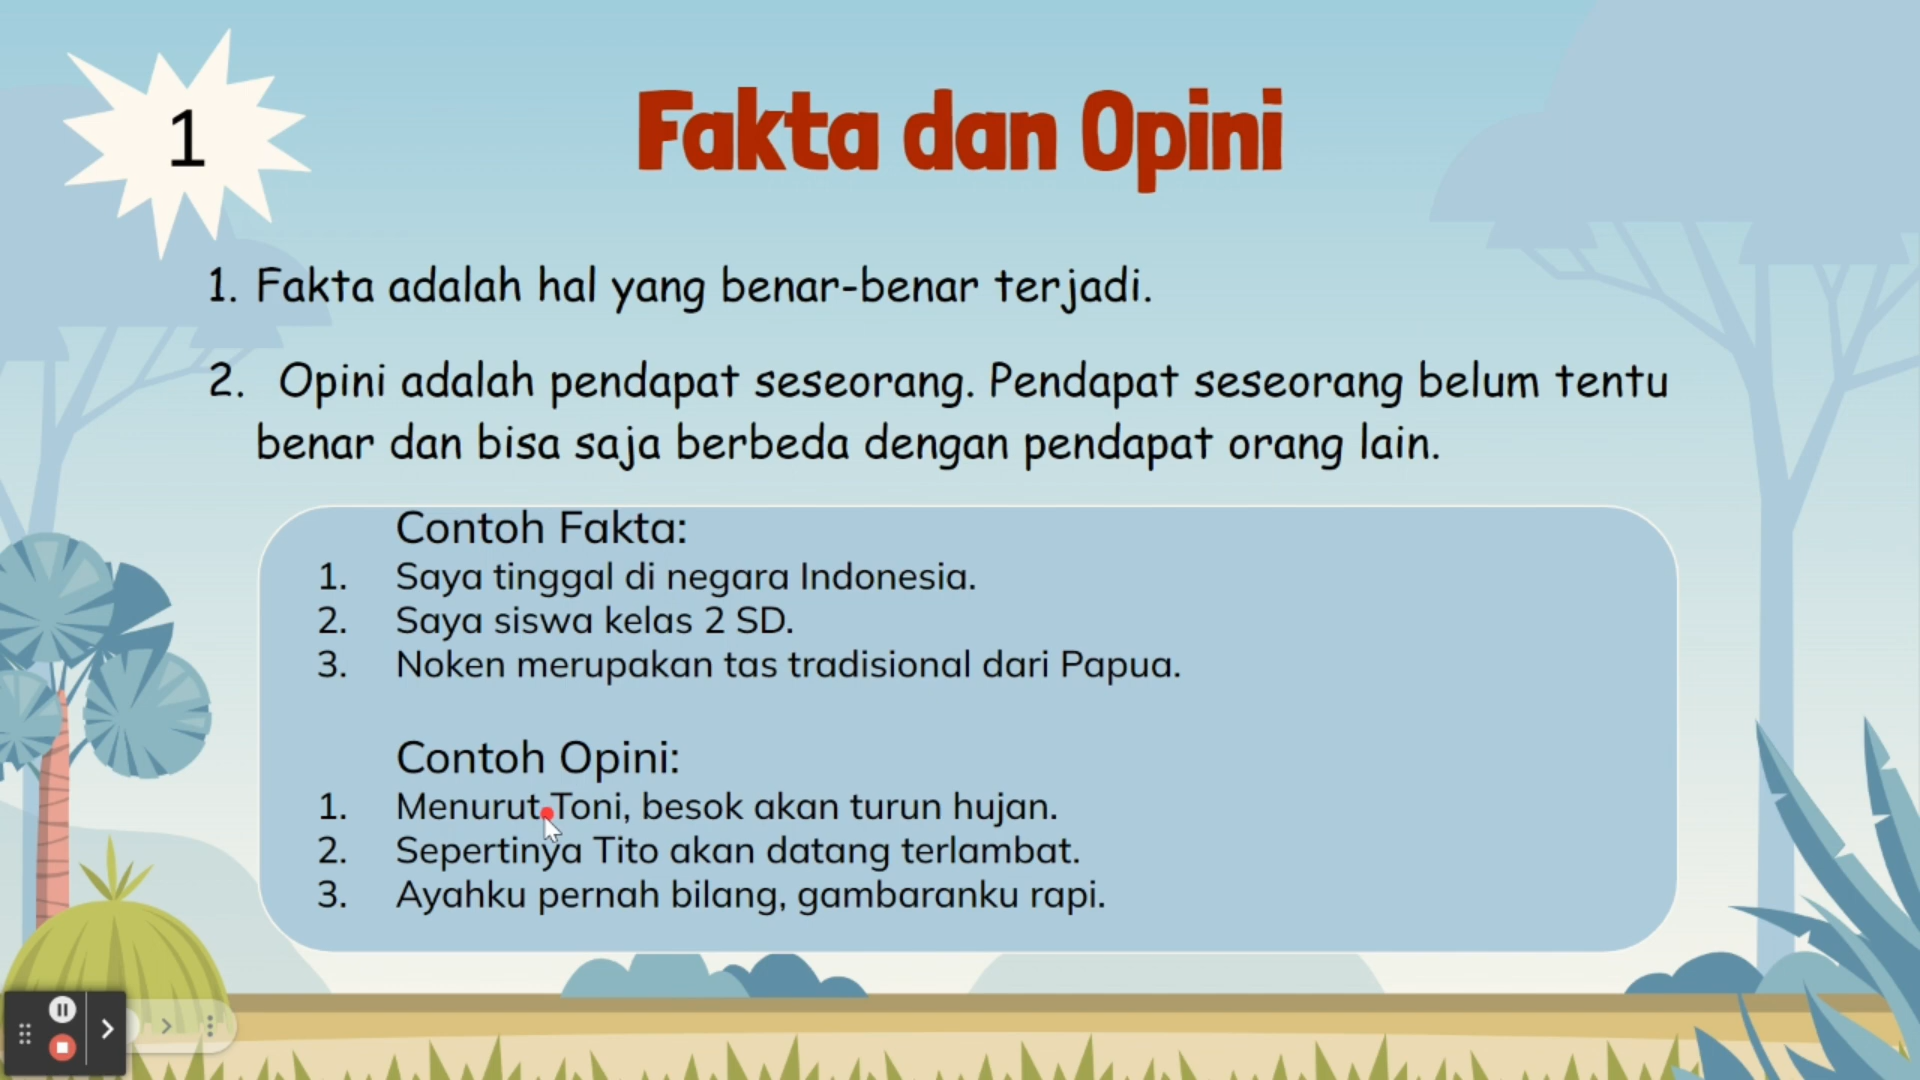 1
Fakta dan Opini
1. Fakta adalah hal yang benar-benar terjadi.
2. Opini adalah pendapat seseorang. Pendapat seseorang belum tentu
benar dan bisa saja berbeda dengan pendapat orang lain.
Contoh Fakta:
1. Saya tinggal di negara Indonesia.
2. Saya siswa kelas 2 SD.
3. Noken merupakan tas tradisional dari Papua.
Contoh Opini:
1. Menurut Toni, besok akan turun hujan.
2. Sepertinya Tito akan datang terlambat.
3. Ayahku pernah bilang, gambaranku rapi.